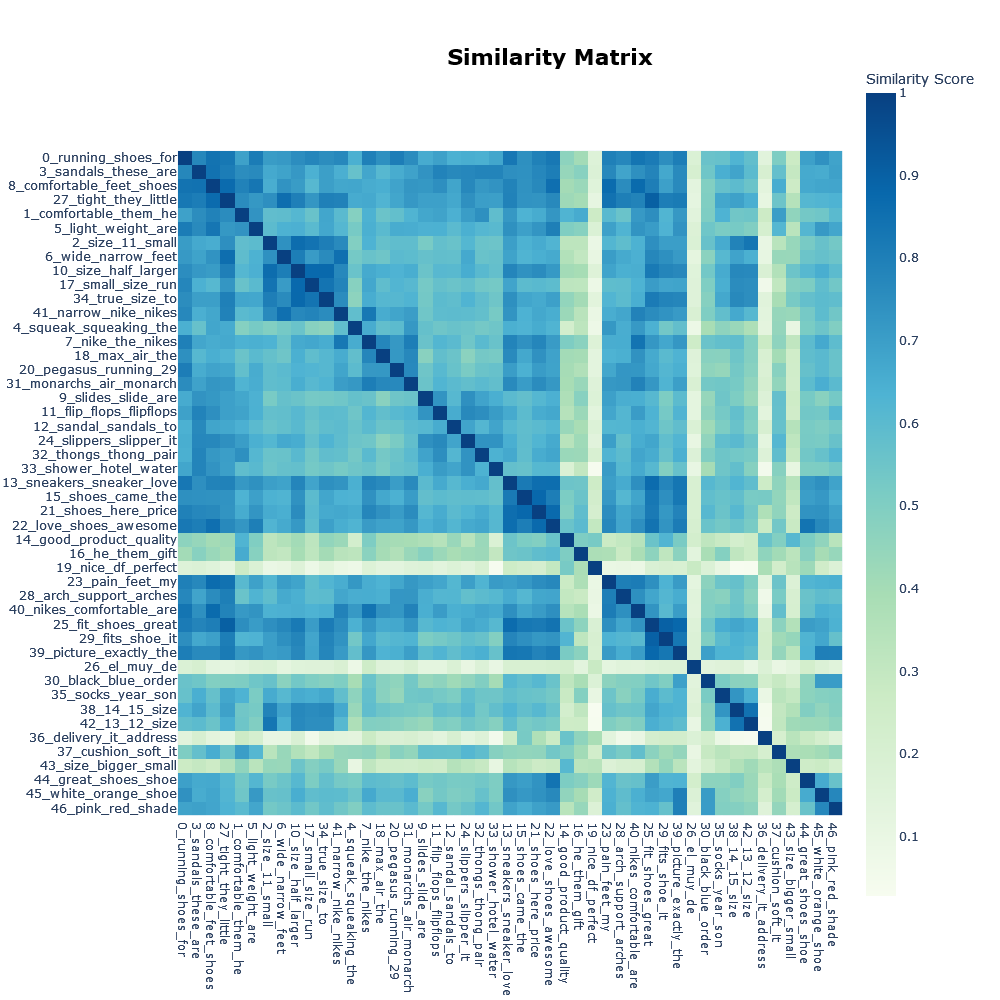 Similarity Matrix
Similarity Score
1
0.9
0.8
0.7
0.6
0.5
0.4
0.3
0.2
0.1
0_running_shoes_for
3_sandals_these_are
8_comfortable_feet_shoes
27_tight_they_little
1_comfortable_them_he
5_light_weight_are
2_size_11_small
6_wide_narrow_feet
10_size_half_larger
17_small_size_run
34_true_size_to
41_narrow_nike_nikes
4_squeak_squeaking_the
7_nike_the_nikes
18_max_air_the
20_pegasus_running_29
31_monarchs_air_monarch
9_slides_slide_are
11_flip_flops_flipflops
12_sandal_sandals_to
24_slippers_slipper_it
32_thongs_thong_pair
33_shower_hotel_water
13_sneakers_sneaker_love
15_shoes_came_the
21_shoes_here_price
22_love_shoes_awesome
14_good_product_quality
16_he_them_gift
19_nice_df_perfect
23_pain_feet_my
28_arch_support_arches
40_nikes_comfortable_are
25_fit_shoes_great
29_fits_shoe_it
39_picture_exactly_the
26_el_muy_de
30_black_blue_order
35_socks_year_son
38_14_15_size
42_13_12_size
36_delivery_it_address
37_cushion_soft_it
43_size_bigger_small
44_great_shoes_shoe
45_white_orange_shoe
46_pink_red_shade
0_running_shoes_for
3_sandals_these_are
8_comfortable_feet_shoes
27_tight_they_little
1_comfortable_them_he
5_light_weight_are
2_size_11_small
6_wide_narrow_feet
10_size_half_larger
17_small_size_run
34_true_size_to
41_narrow_nike_nikes
4_squeak_squeaking_the
7_nike_the_nikes
18_max_air_the
20_pegasus_running_29
31_monarchs_air_monarch
9_slides_slide_are
11_flip_flops_flipflops
12_sandal_sandals_to
24_slippers_slipper_it
32_thongs_thong_pair
33_shower_hotel_water
13_sneakers_sneaker_love
15_shoes_came_the
21_shoes_here_price
22_love_shoes_awesome
14_good_product_quality
16_he_them_gift
19_nice_df_perfect
23_pain_feet_my
28_arch_support_arches
40_nikes_comfortable_are
25_fit_shoes_great
29_fits_shoe_it
39_picture_exactly_the
26_el_muy_de
30_black_blue_order
35_socks_year_son
38_14_15_size
42_13_12_size
36_delivery_it_address
37_cushion_soft_it
43_size_bigger_small
44_great_shoes_shoe
45_white_orange_shoe
46_pink_red_shade